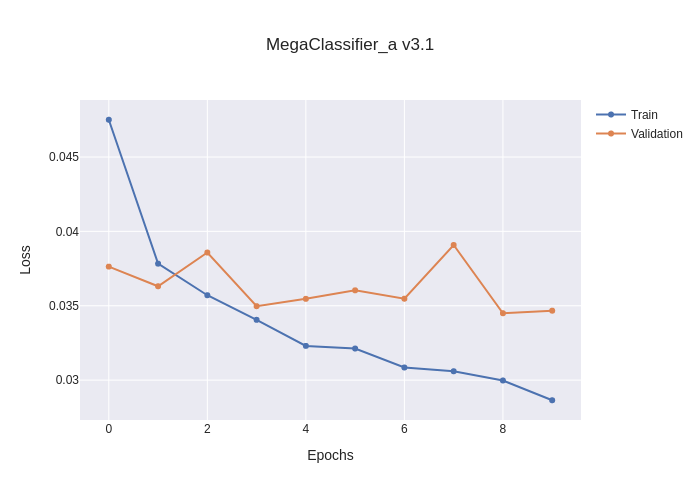 MegaClassifier_a v3.1
Train
Validation
0.045
0.04
0.035
0.03
Loss
0 2 4 6 8
Epochs